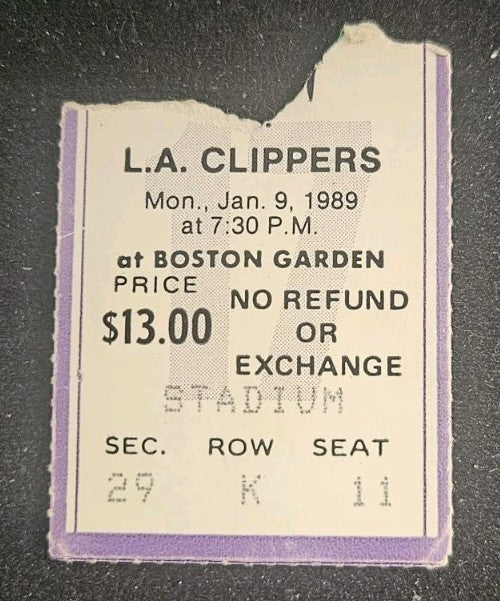 L.A. CLIPPERS
Mon., Jan. 9, 1989
at 7:30 P.M.
at BOSTON GARDEN
PRICE
$13.00
NO REFUND
OR
EXCHANGE
STADIUM
SEC. ROW SEAT
29 K 11